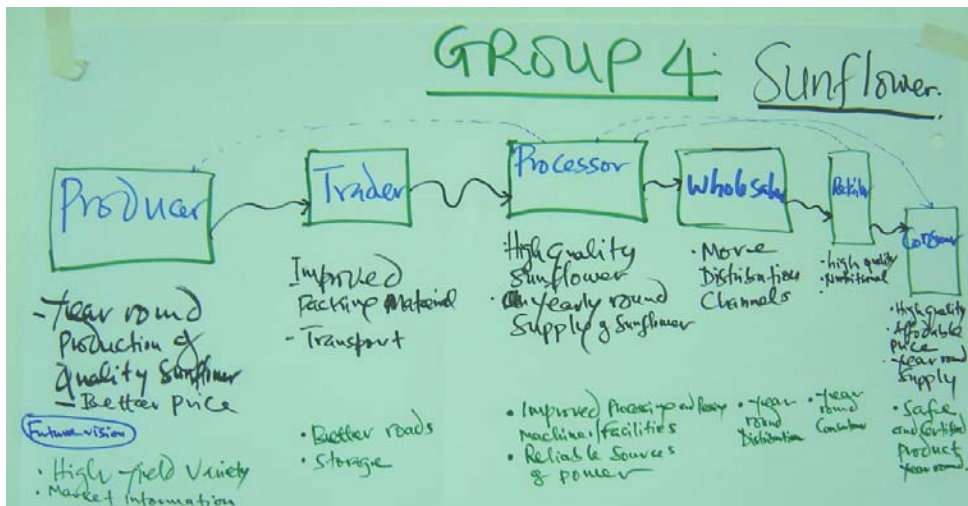 GROUP 4.
Sunflower.
Producer
Trader
Processor
Wholesaler
Retailer
Consumer
- Year round
Production of
Quality Sunflower
- Better Price
Improved
Packing Material
- Transport
· High Quality
Sunflower
· yearly round
Supply of Sunflower
· More
Distribution
Channels
· high quality
· Nutritional
· High quality
· Affordable
price
- Year round
Supply
Future vision
· High-yield Variety
· Market Information
· Better roads
· Storage
· Improved Processing and
Machines/Facilities
· Reliable Sources
of power
- Year
round
Distribution
- Year
round
· Safe
and Certified
Product
Year round